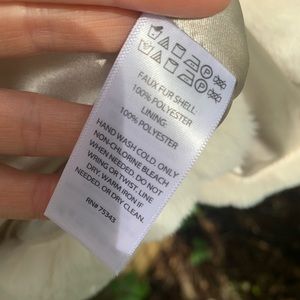 FAUX FUR SHELL
100% POLYESTER
LINING:
100% POLYESTER
HAND WASH COLD, ONLY
NON-CHLORINE BLEACH
WHEN NEEDED. DO NOT
WRING OR TWIST. LINE
DRY. WARM IRON IF
NEEDED, OR DRY CLEAN.
RN# 75343